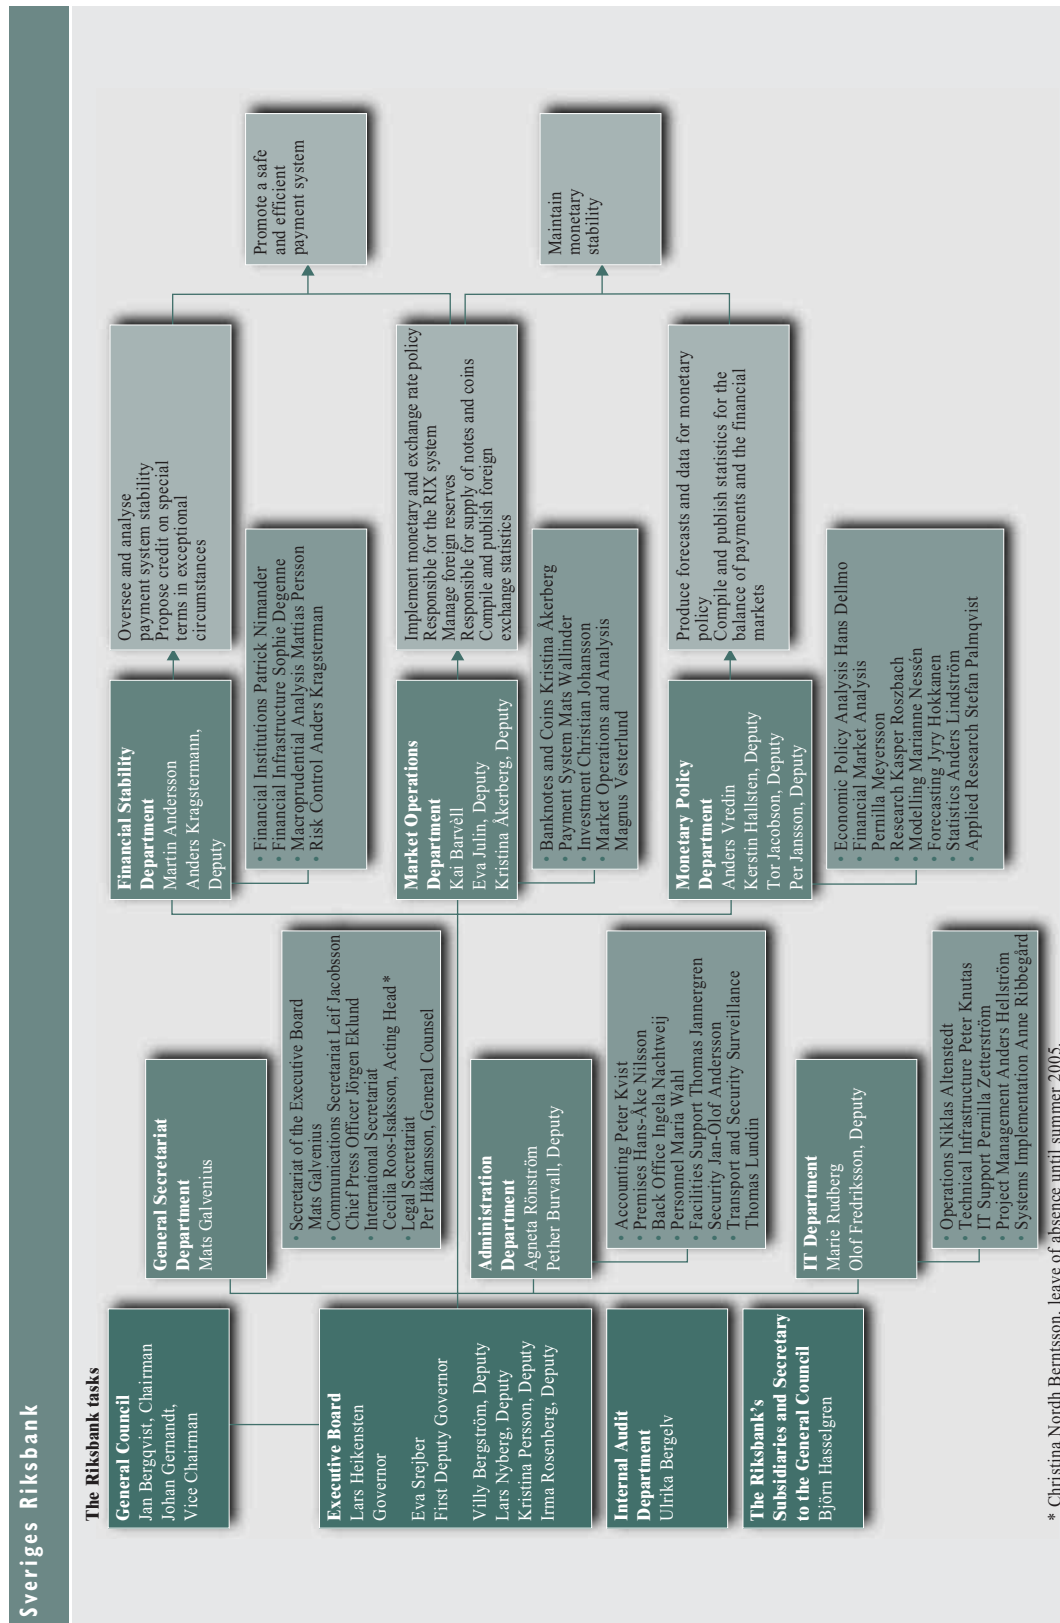 Sveriges Riksbank
The Riksbank tasks
General Council
Jan Bergqvist, Chairman
Johan Gernandt,
Vice Chairman
Executive Board
Lars Heikensten
Governor
Eva Srejber
First Deputy Governor
Villy Bergström, Deputy
Lars Nyberg, Deputy
Kristina Persson, Deputy
Irma Rosenberg, Deputy
Internal Audit
Department
Ulrika Bergelv
The Riksbank's
Subsidiaries and Secretary
to the General Council
Björn Hasselgren
General Secretariat
Department
Mats Galvenius
• Secretariat of the Executive Board
Mats Galvenius
• Communications Secretariat Leif Jacobsson
Chief Press Officer Jörgen Eklund
• International Secretariat
Cecilia Roos-Isaksson, Acting Head*
• Legal Secretariat
Per Håkansson, General Counsel
Administration
Department
Agneta Rönström
Pether Burvall, Deputy
• Accounting Peter Kvist
• Premises Hans-Åke Nilsson
• Back Office Ingela Nachtweij
• Personnel Maria Wahl
• Facilities Support Thomas Jannergren
• Security Jan-Olof Andersson
• Transport and Security Surveillance
Thomas Lundin
IT Department
Marie Rudberg
Olof Fredriksson, Deputy
• Operations Niklas Altenstedt
• Technical Infrastructure Peter Knutas
• IT Support Pernilla Zetterström
• Project Management Anders Hellström
• Systems Implementation Anne Ribbegård
Financial Stability
Department
Martin Andersson
Anders Kragstermann,
Deputy
• Financial Institutions Patrick Nimander
• Financial Infrastructure Sophie Degenne
• Macroprudential Analysis Mattias Persson
• Risk Control Anders Kragsterman
Market Operations
Department
Kai Barvèll
Eva Julin, Deputy
Kristina Åkerberg, Deputy
• Banknotes and Coins Kristina Åkerberg
• Payment System Mats Wallinder
• Investment Christian Johansson
• Market Operations and Analysis
Magnus Vesterlund
Monetary Policy
Department
Anders Vredin
Kerstin Hallsten, Deputy
Tor Jacobson, Deputy
Per Jansson, Deputy
• Economic Policy Analysis Hans Dellmo
• Financial Market Analysis
Pernilla Meyersson
• Research Kasper Roszbach
• Modelling Marianne Nessén
• Forecasting Jyry Hokkanen
• Statistics Anders Lindström
• Applied Research Stefan Palmqvist
Oversee and analyse
payment system stability
Propose credit on special
terms in exceptional
circumstances
Implement monetary and exchange rate policy
Responsible for the RIX system
Manage foreign reserves
Responsible for supply of notes and coins
Compile and publish foreign
exchange statistics
Produce forecasts and data for monetary
policy
Compile and publish statistics for the
balance of payments and the financial
markets
Promote a safe
and efficient
payment system
Maintain
monetary
stability
* Christina Nordh Berntsson, leave of absence until summer 2005.